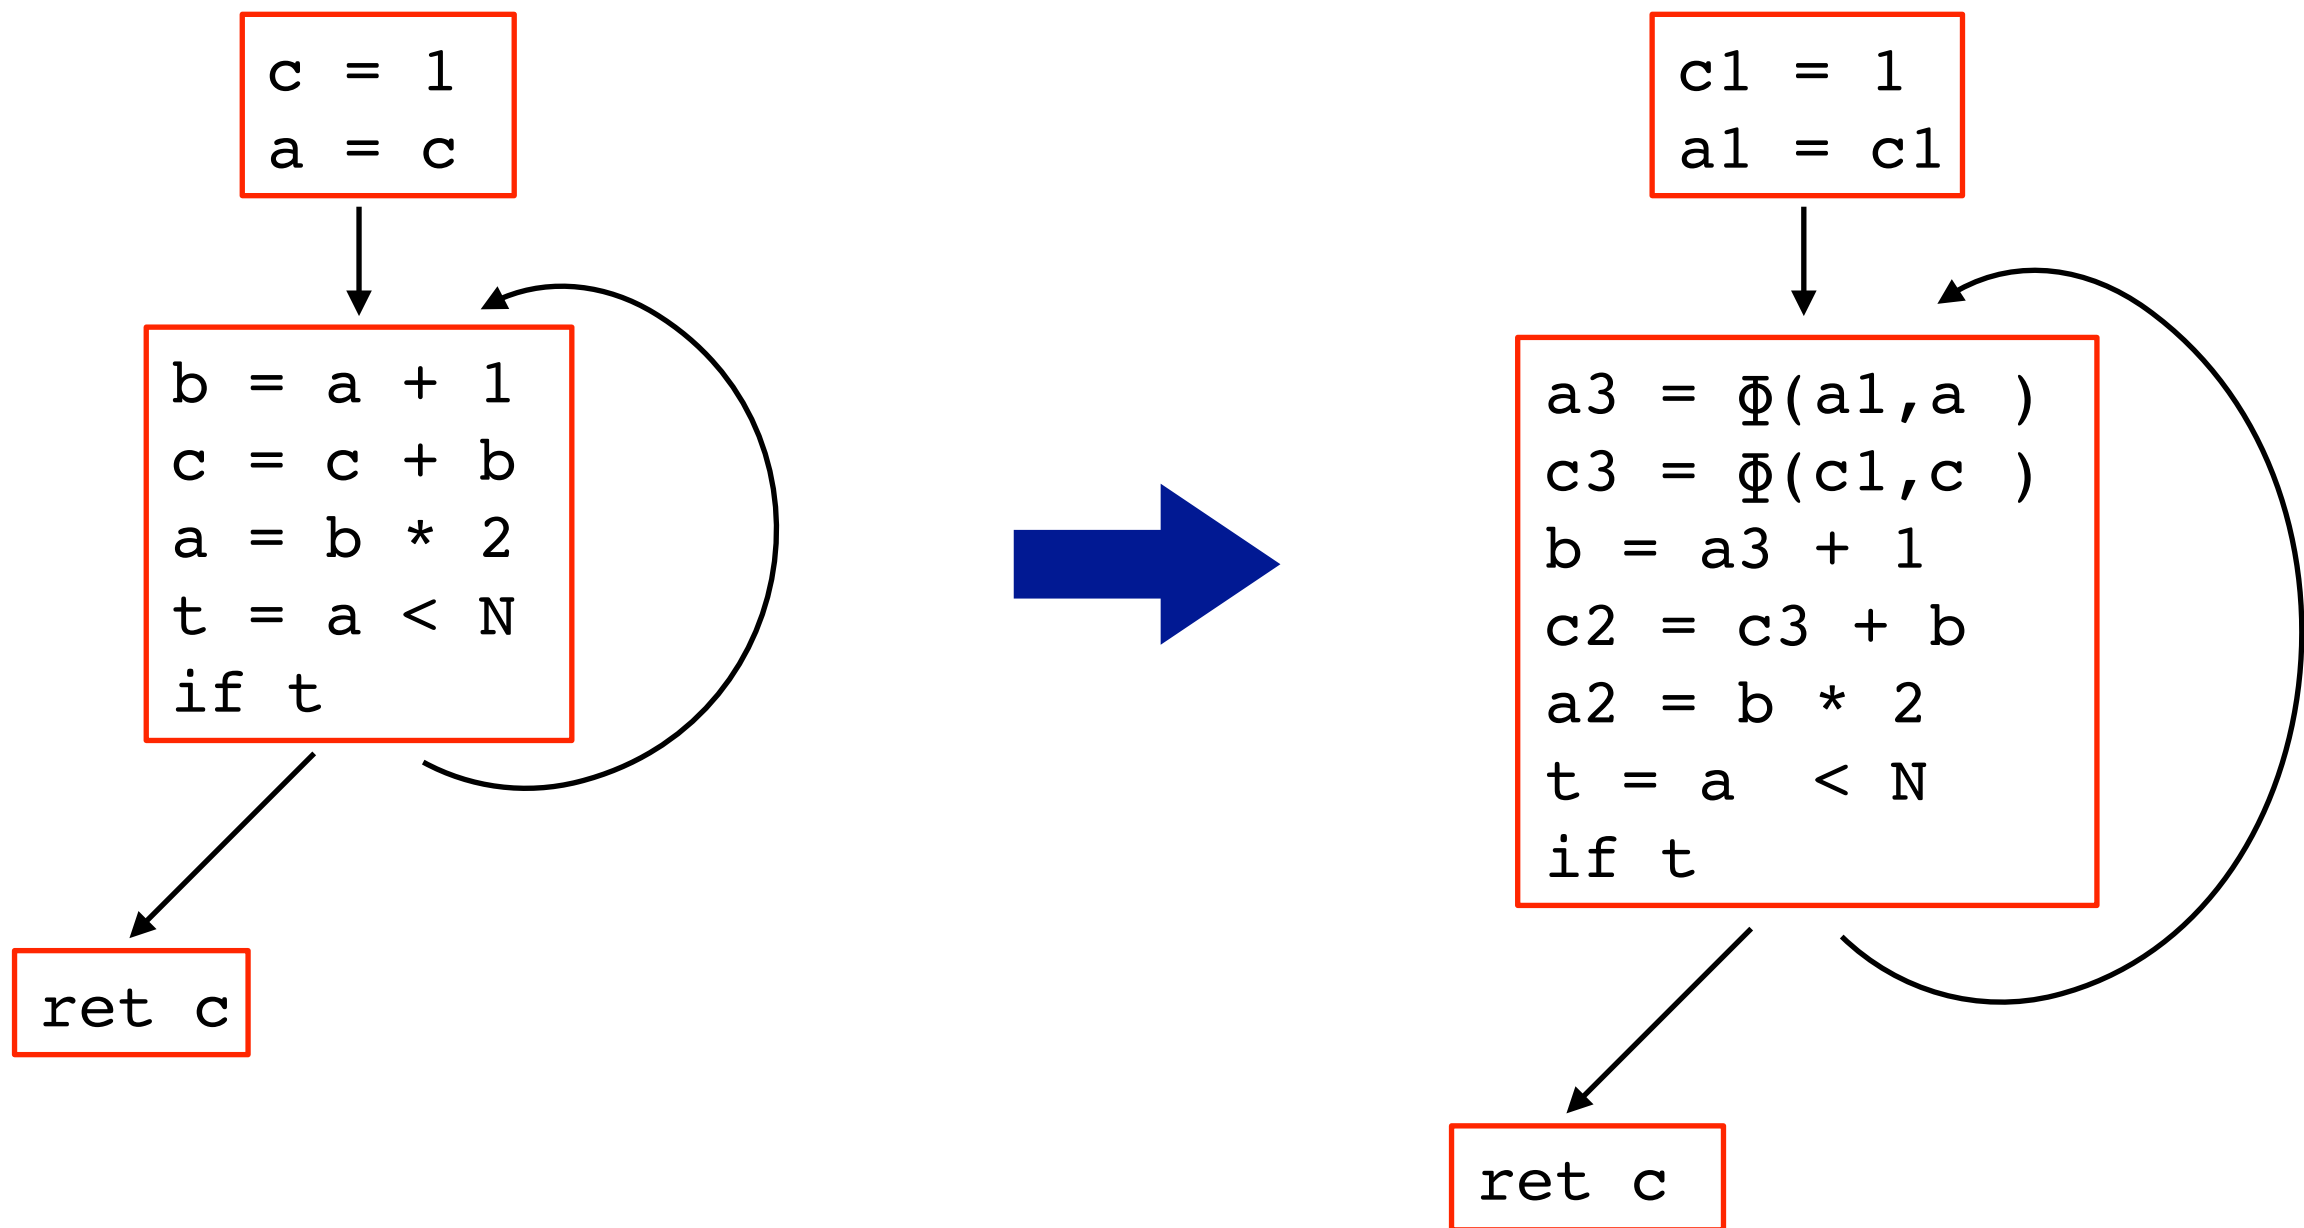 c = 1
a = c
b = a + 1
c = c + b
a = b * 2
t = a < N
if t
ret c
c1 = 1
a1 = c1
a3 = Φ(a1,a )
c3 = Φ(c1,c )
b = a3 + 1
c2 = c3 + b
a2 = b * 2
t = a  < N
if t
ret c